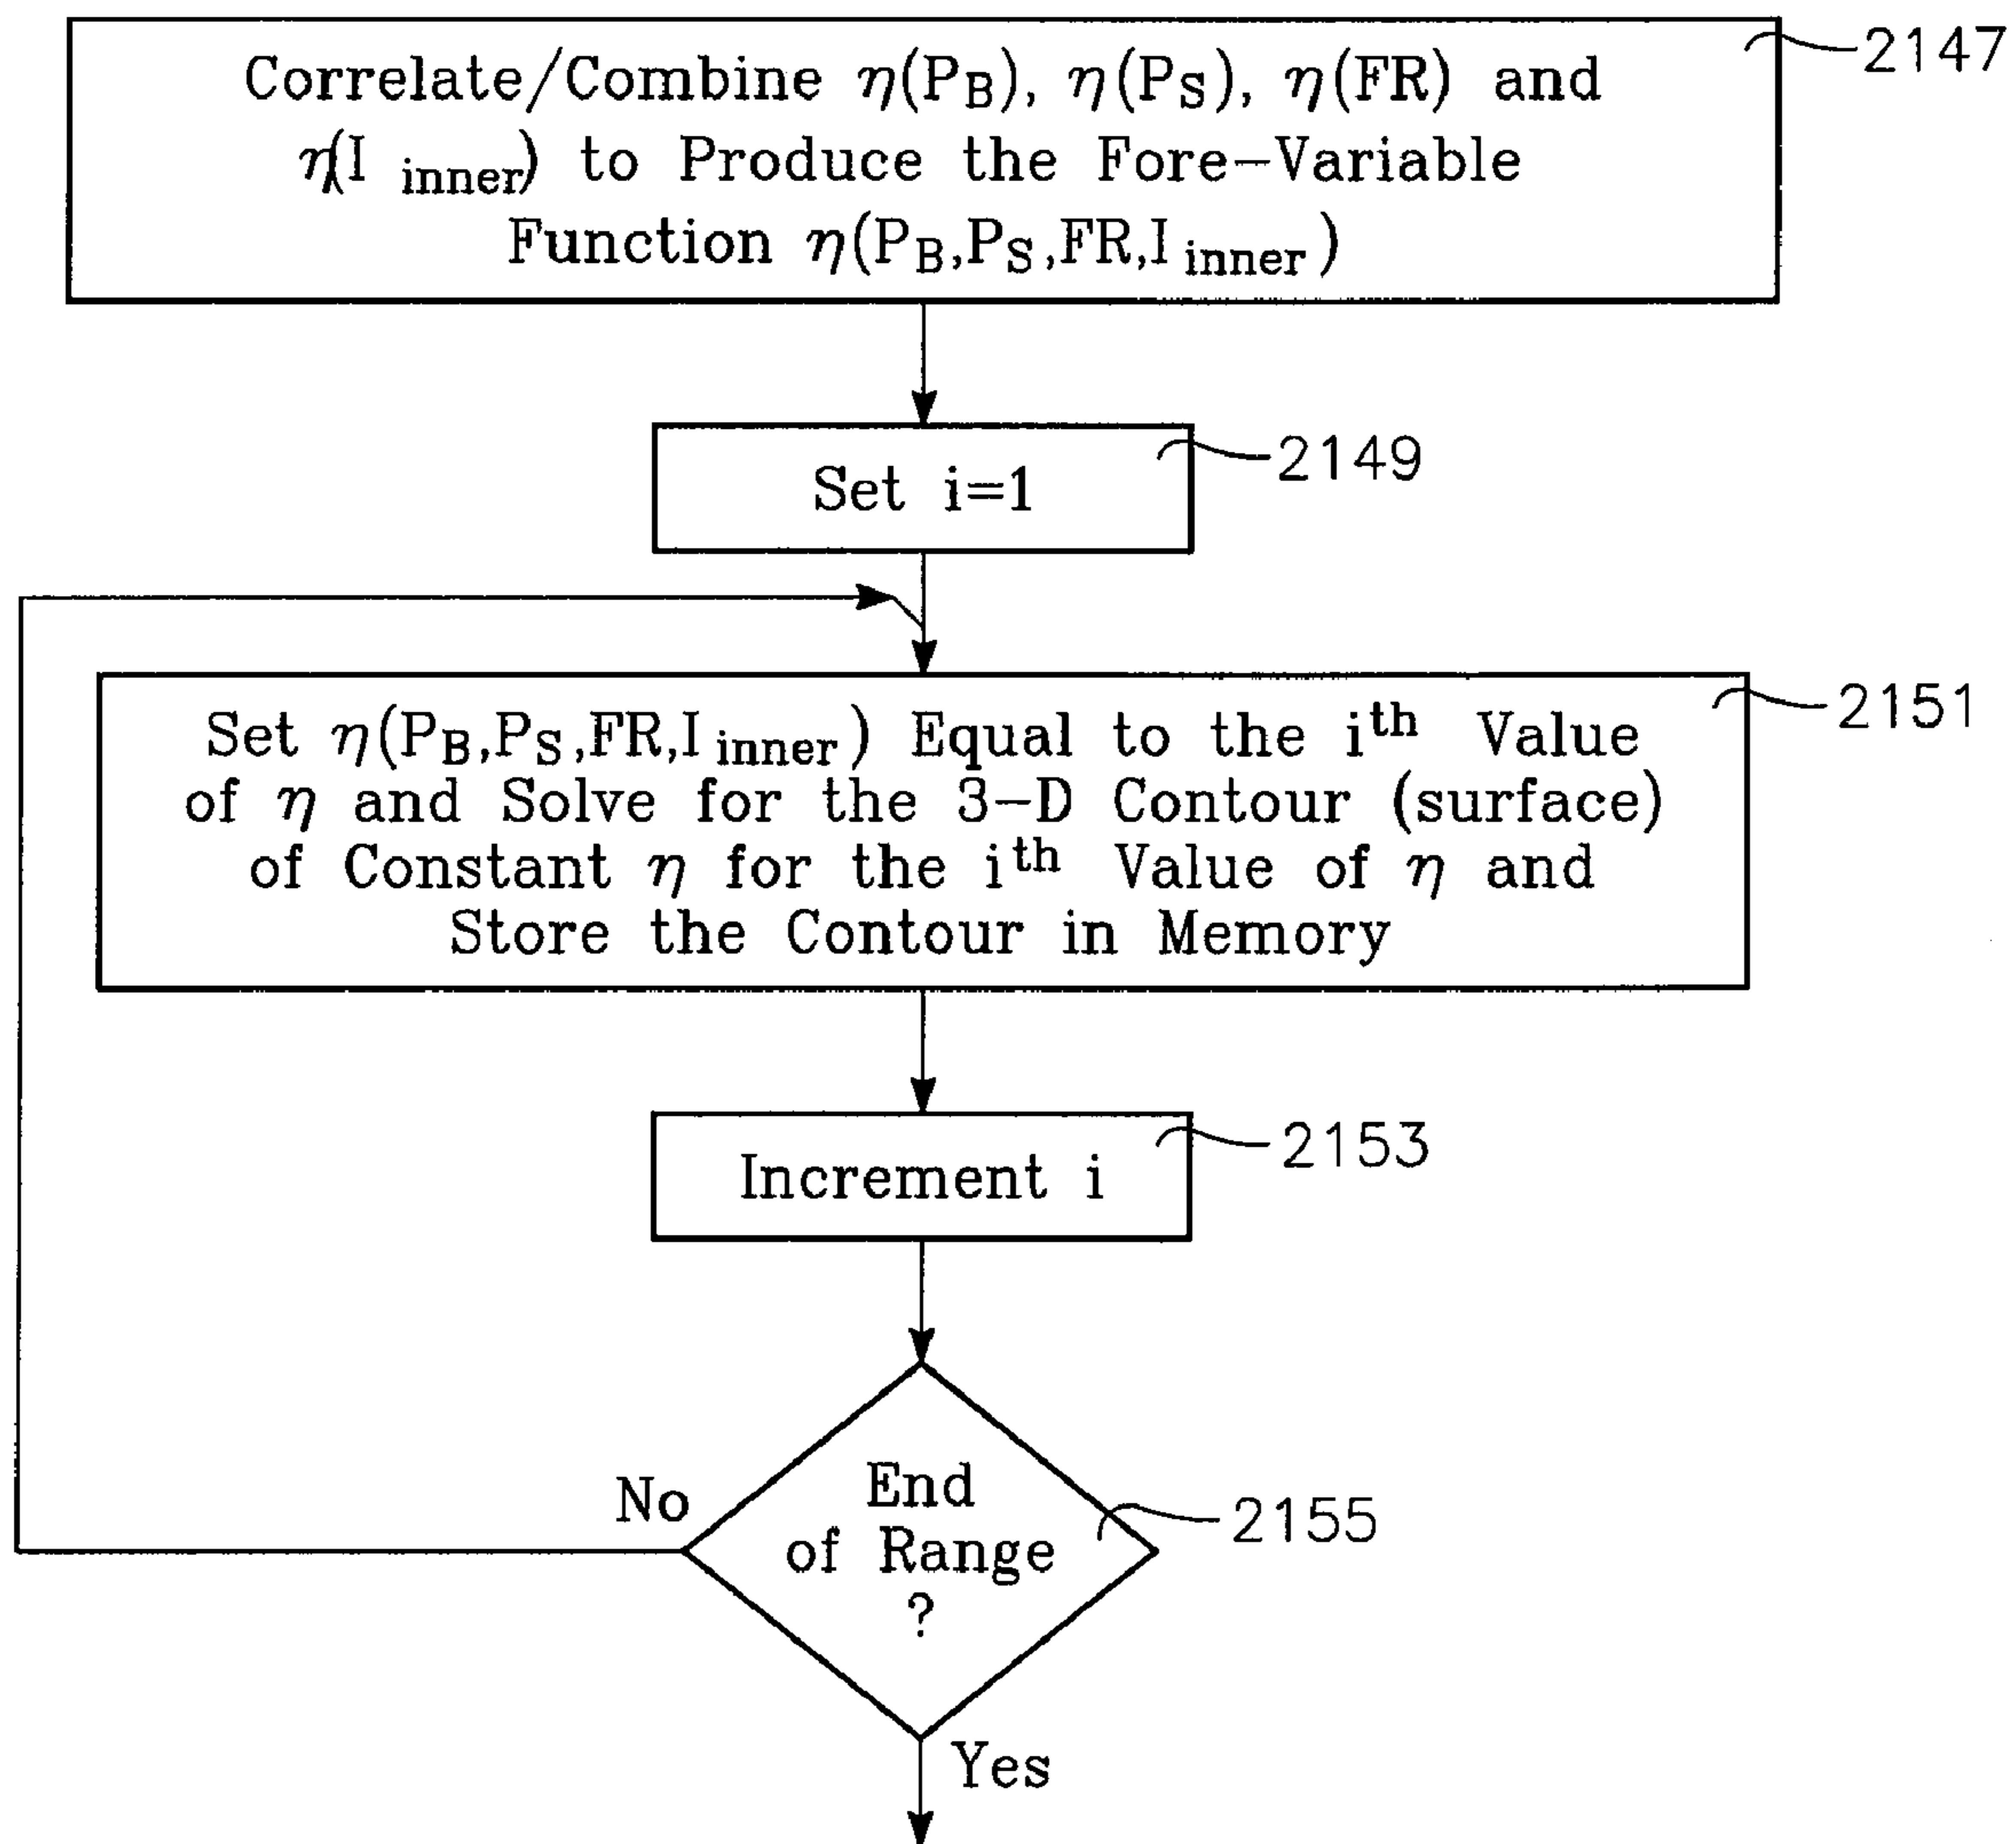 Correlate/Combine η(PB), η(PS), η(FR) and
η(I inner) to Produce the Fore-Variable
Function η(PB,PS,FR,I inner)
2147
Set i=1
2149
Set η(PB,PS,FR,I inner) Equal to the ith Value
of η and Solve for the 3-D Contour (surface)
of Constant η for the ith Value of η and
Store the Contour in Memory
2151
Increment i
2153
End
of Range
?
2155
No
Yes